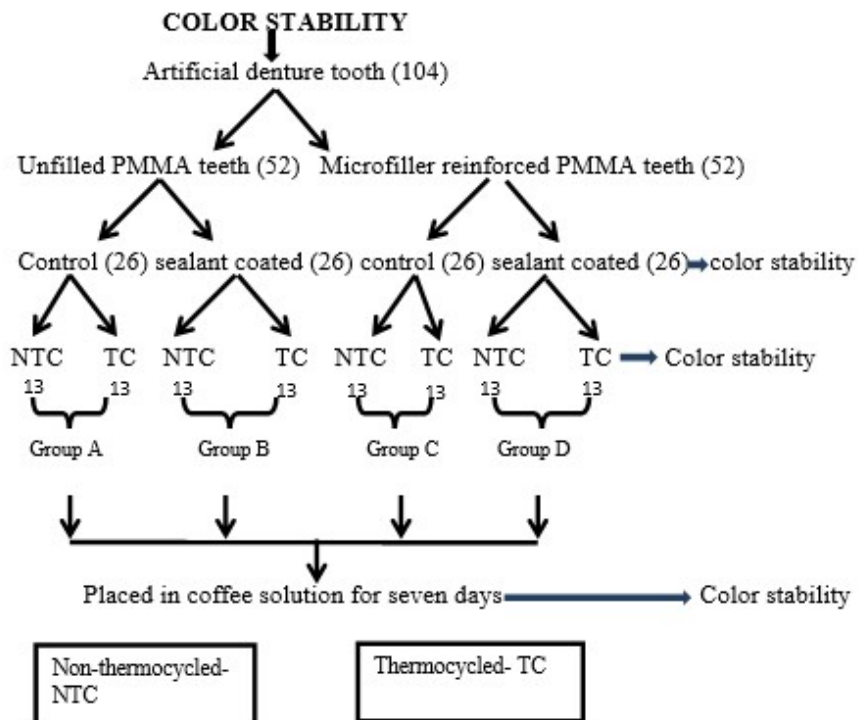 COLOR STABILITY
Artificial denture tooth (104)
Unfilled PMMA teeth (52) Microfiller reinforced PMMA teeth (52)
Control (26) sealant coated (26) control (26) sealant coated (26) color stability
NTC TC NTC TC NTC TC NTC TC Color stability
13 13 13 13 13 13 13 13
Group A Group B Group C Group D
Placed in coffee solution for seven days Color stability
Non-thermocycled-
NTC
Thermocycled- TC